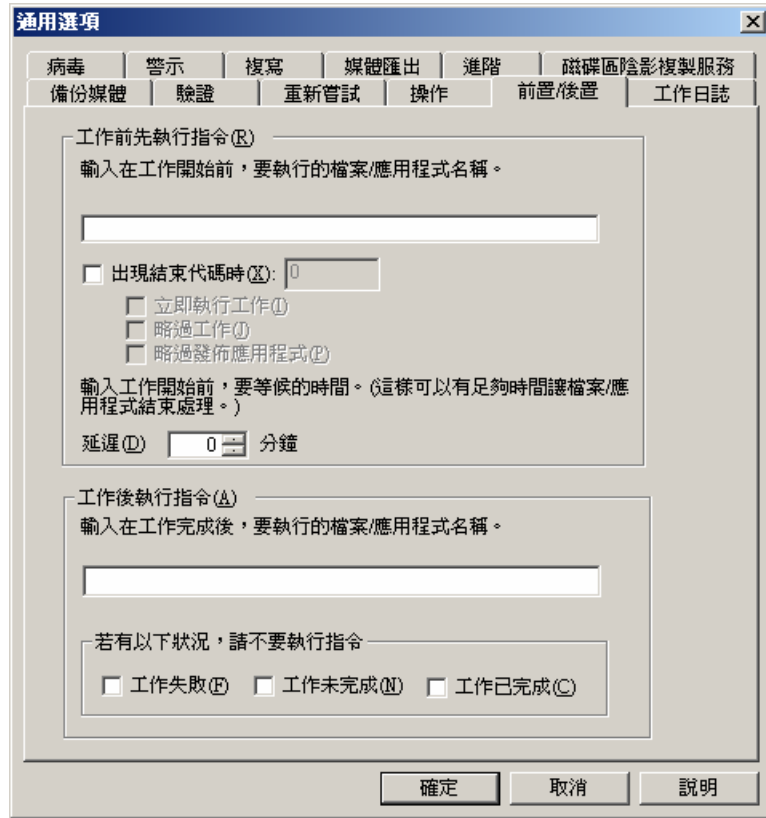 通用選項
病毒 警示 複寫 媒體匯出 進階 磁碟區陰影複製服務
備份媒體 驗證 重新嘗試 操作 前置/後置 工作日誌
工作前先執行指令(R)
輸入在工作開始前，要執行的檔案/應用程式名稱。
出現結束代碼時(X): 0
立即執行工作(I)
略過工作(J)
略過發佈應用程式(P)
輸入工作開始前，要等候的時間。(這樣可以有足夠時間讓檔案/應
用程式結束處理。)
延遲(D) 0 分鐘
工作後執行指令(A)
輸入在工作完成後，要執行的檔案/應用程式名稱。
若有以下狀況，請不要執行指令
工作失敗(F) 工作未完成(N) 工作已完成(C)
確定 取消 說明